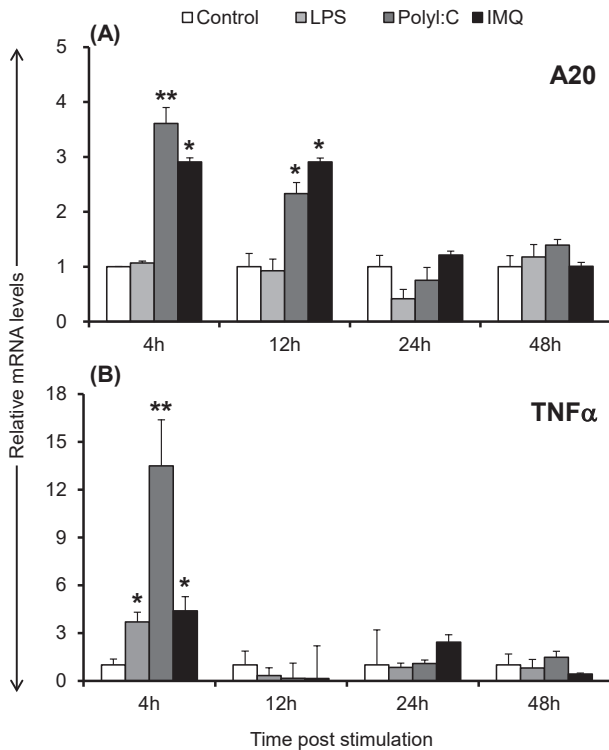 Control LPS PolyI:C IMQ
(A)
A20
5
4
3
2
1
0
** * * *
4h 12h 24h 48h
(B)
TNFα
18
15
12
9
6
3
0
* ** *
4h 12h 24h 48h
Relative mRNA levels
Time post stimulation